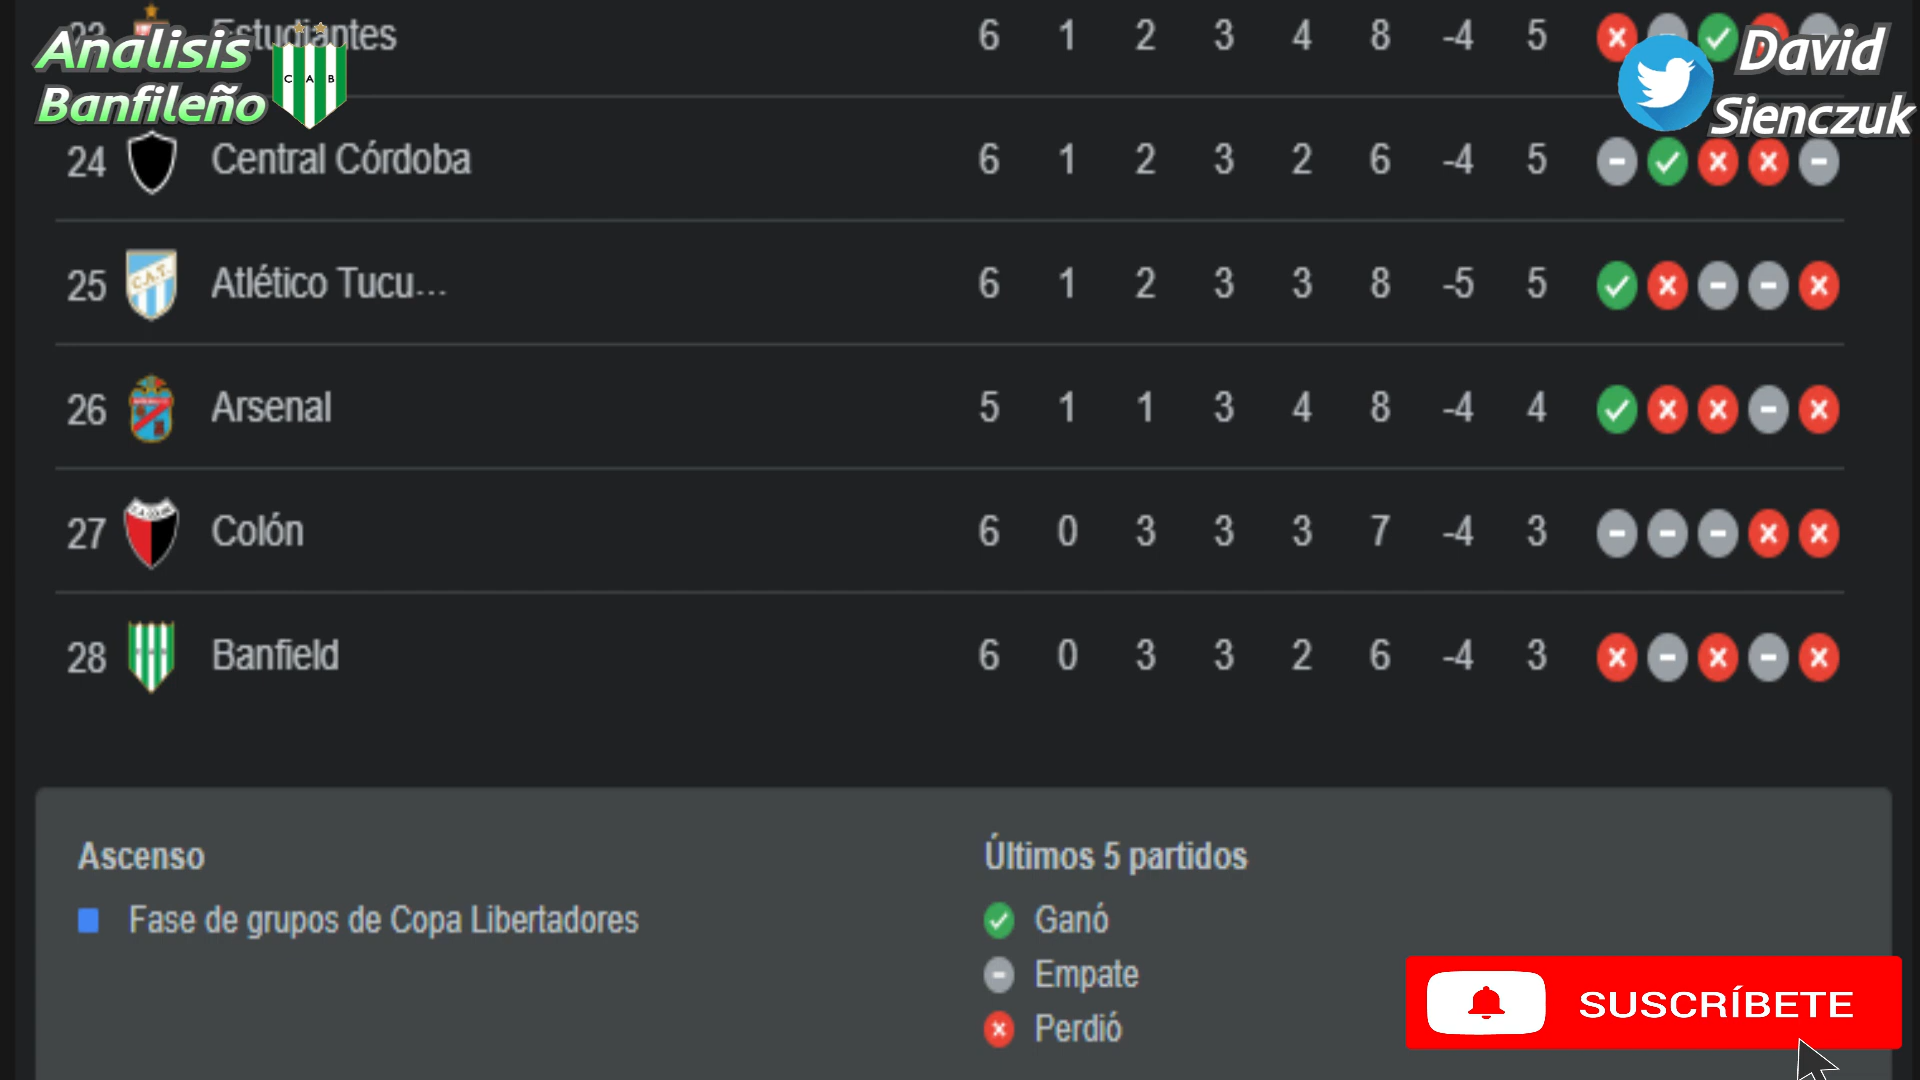 23 Estudiantes 6 1 2 3 4 8 -4 5
Analisis
Banfileño
CAB
David
Sienczuk
24 Central Córdoba 6 1 2 3 2 6 -4 5
25 C.A.T. Atlético Tucu... 6 1 2 3 3 8 -5 5
26 Arsenal 5 1 1 3 4 8 -4 4
27 Colón 6 0 3 3 3 7 -4 3
28 Banfield 6 0 3 3 2 6 -4 3
Ascenso
Fase de grupos de Copa Libertadores
Últimos 5 partidos
Ganó
Empate
Perdió
SUSCRÍBETE